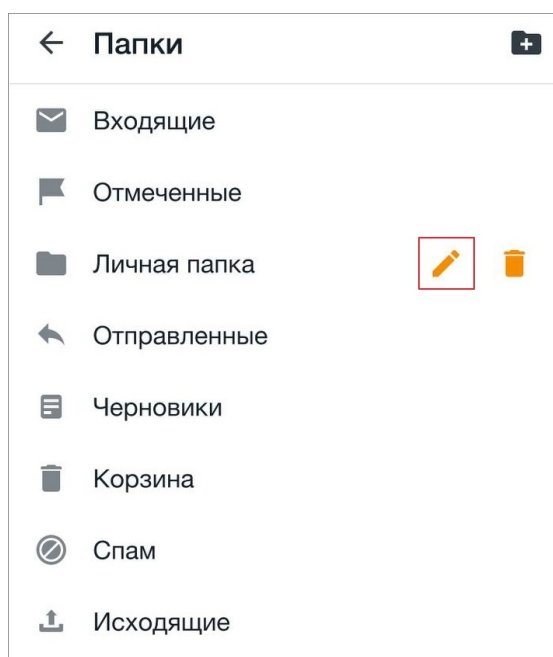 Папки
Входящие
Отмеченные
Личная папка
Отправленные
Черновики
Корзина
Спам
Исходящие